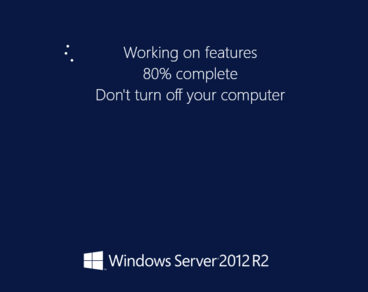 Working on features
80% complete
Don't turn off your computer
Windows Server 2012 R2